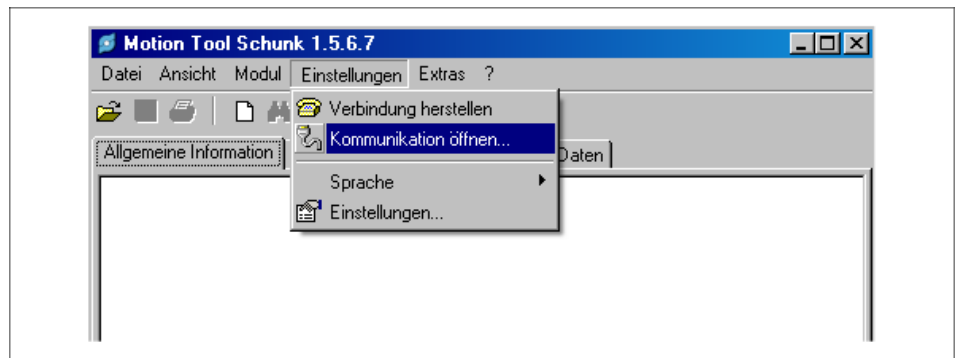 Motion Tool Schunk 1.5.6.7
Datei Ansicht Modul Einstellungen Extras ?
Verbindung herstellen
Kommunikation öffnen...
Allgemeine Information
Daten
Sprache
Einstellungen...